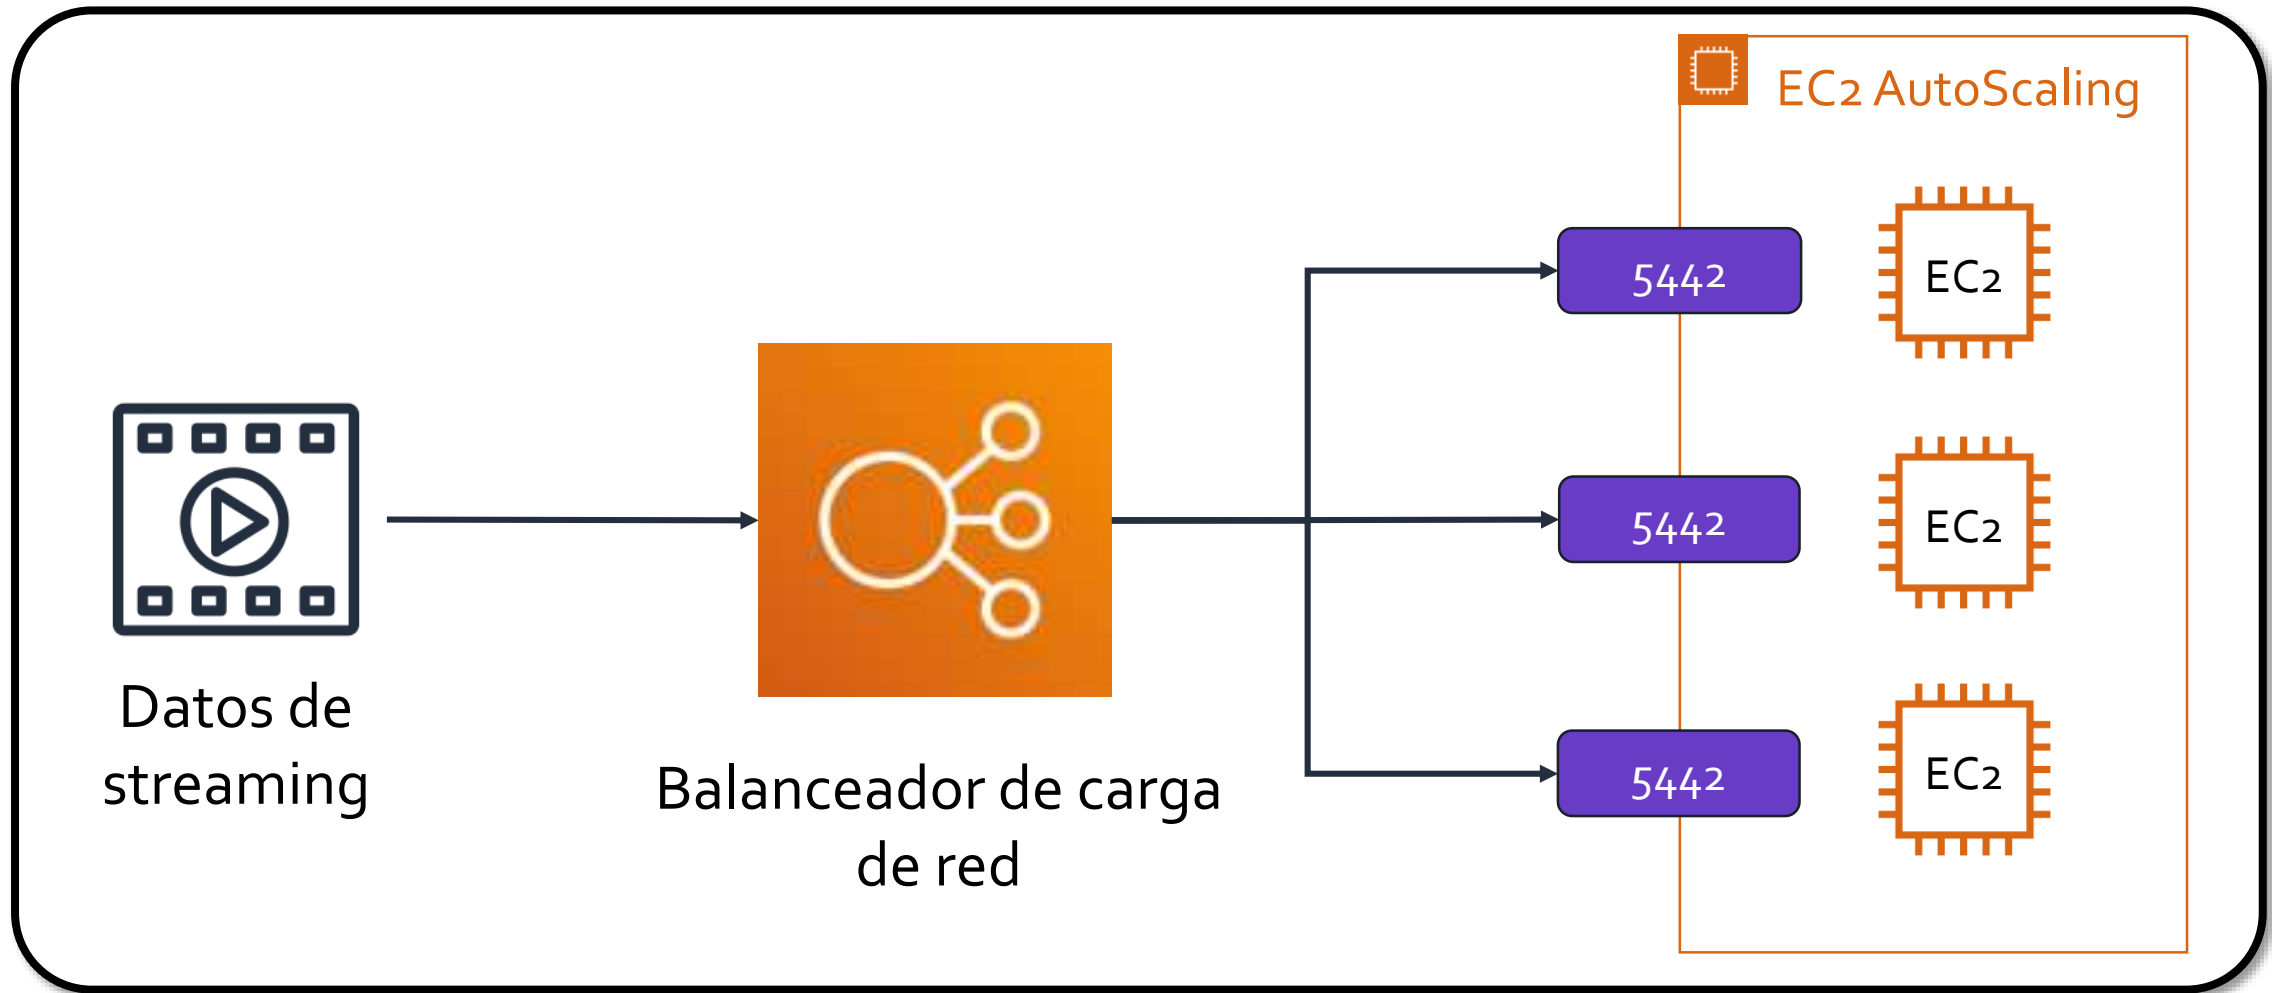 EC2 AutoScaling
5442
EC2
5442
EC2
5442
EC2
Datos de
streaming
Balanceador de carga
de red